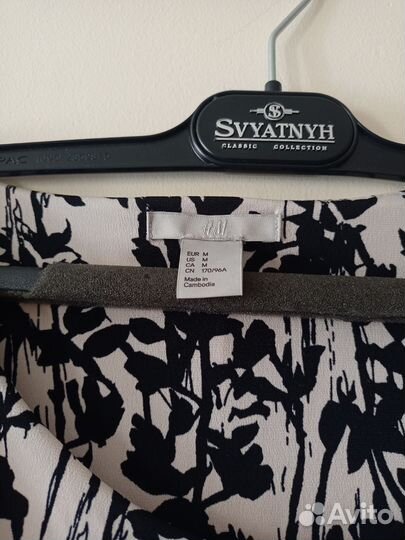 SVYATNYH
CLASSIC COLLECTION
H&M
EUR M
US M
CA M
CN 170/96A
Made in
Cambodia
Avito